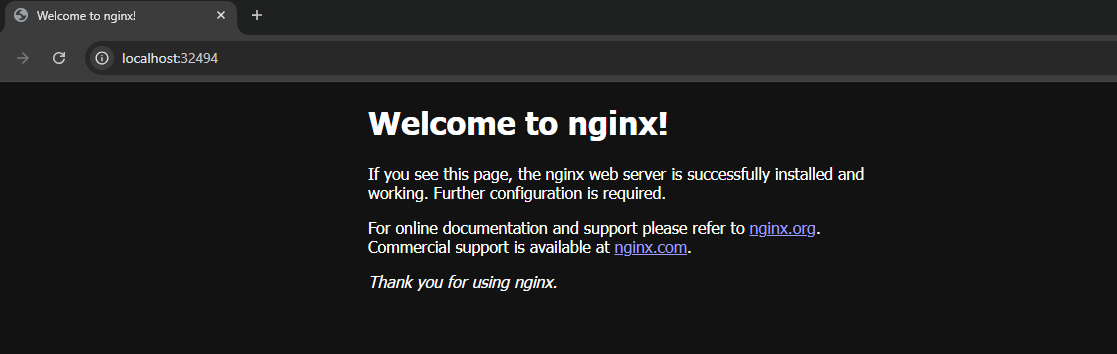 Welcome to nginx!
localhost:32494
Welcome to nginx!
If you see this page, the nginx web server is successfully installed and
working. Further configuration is required.
For online documentation and support please refer to nginx.org.
Commercial support is available at nginx.com.
Thank you for using nginx.